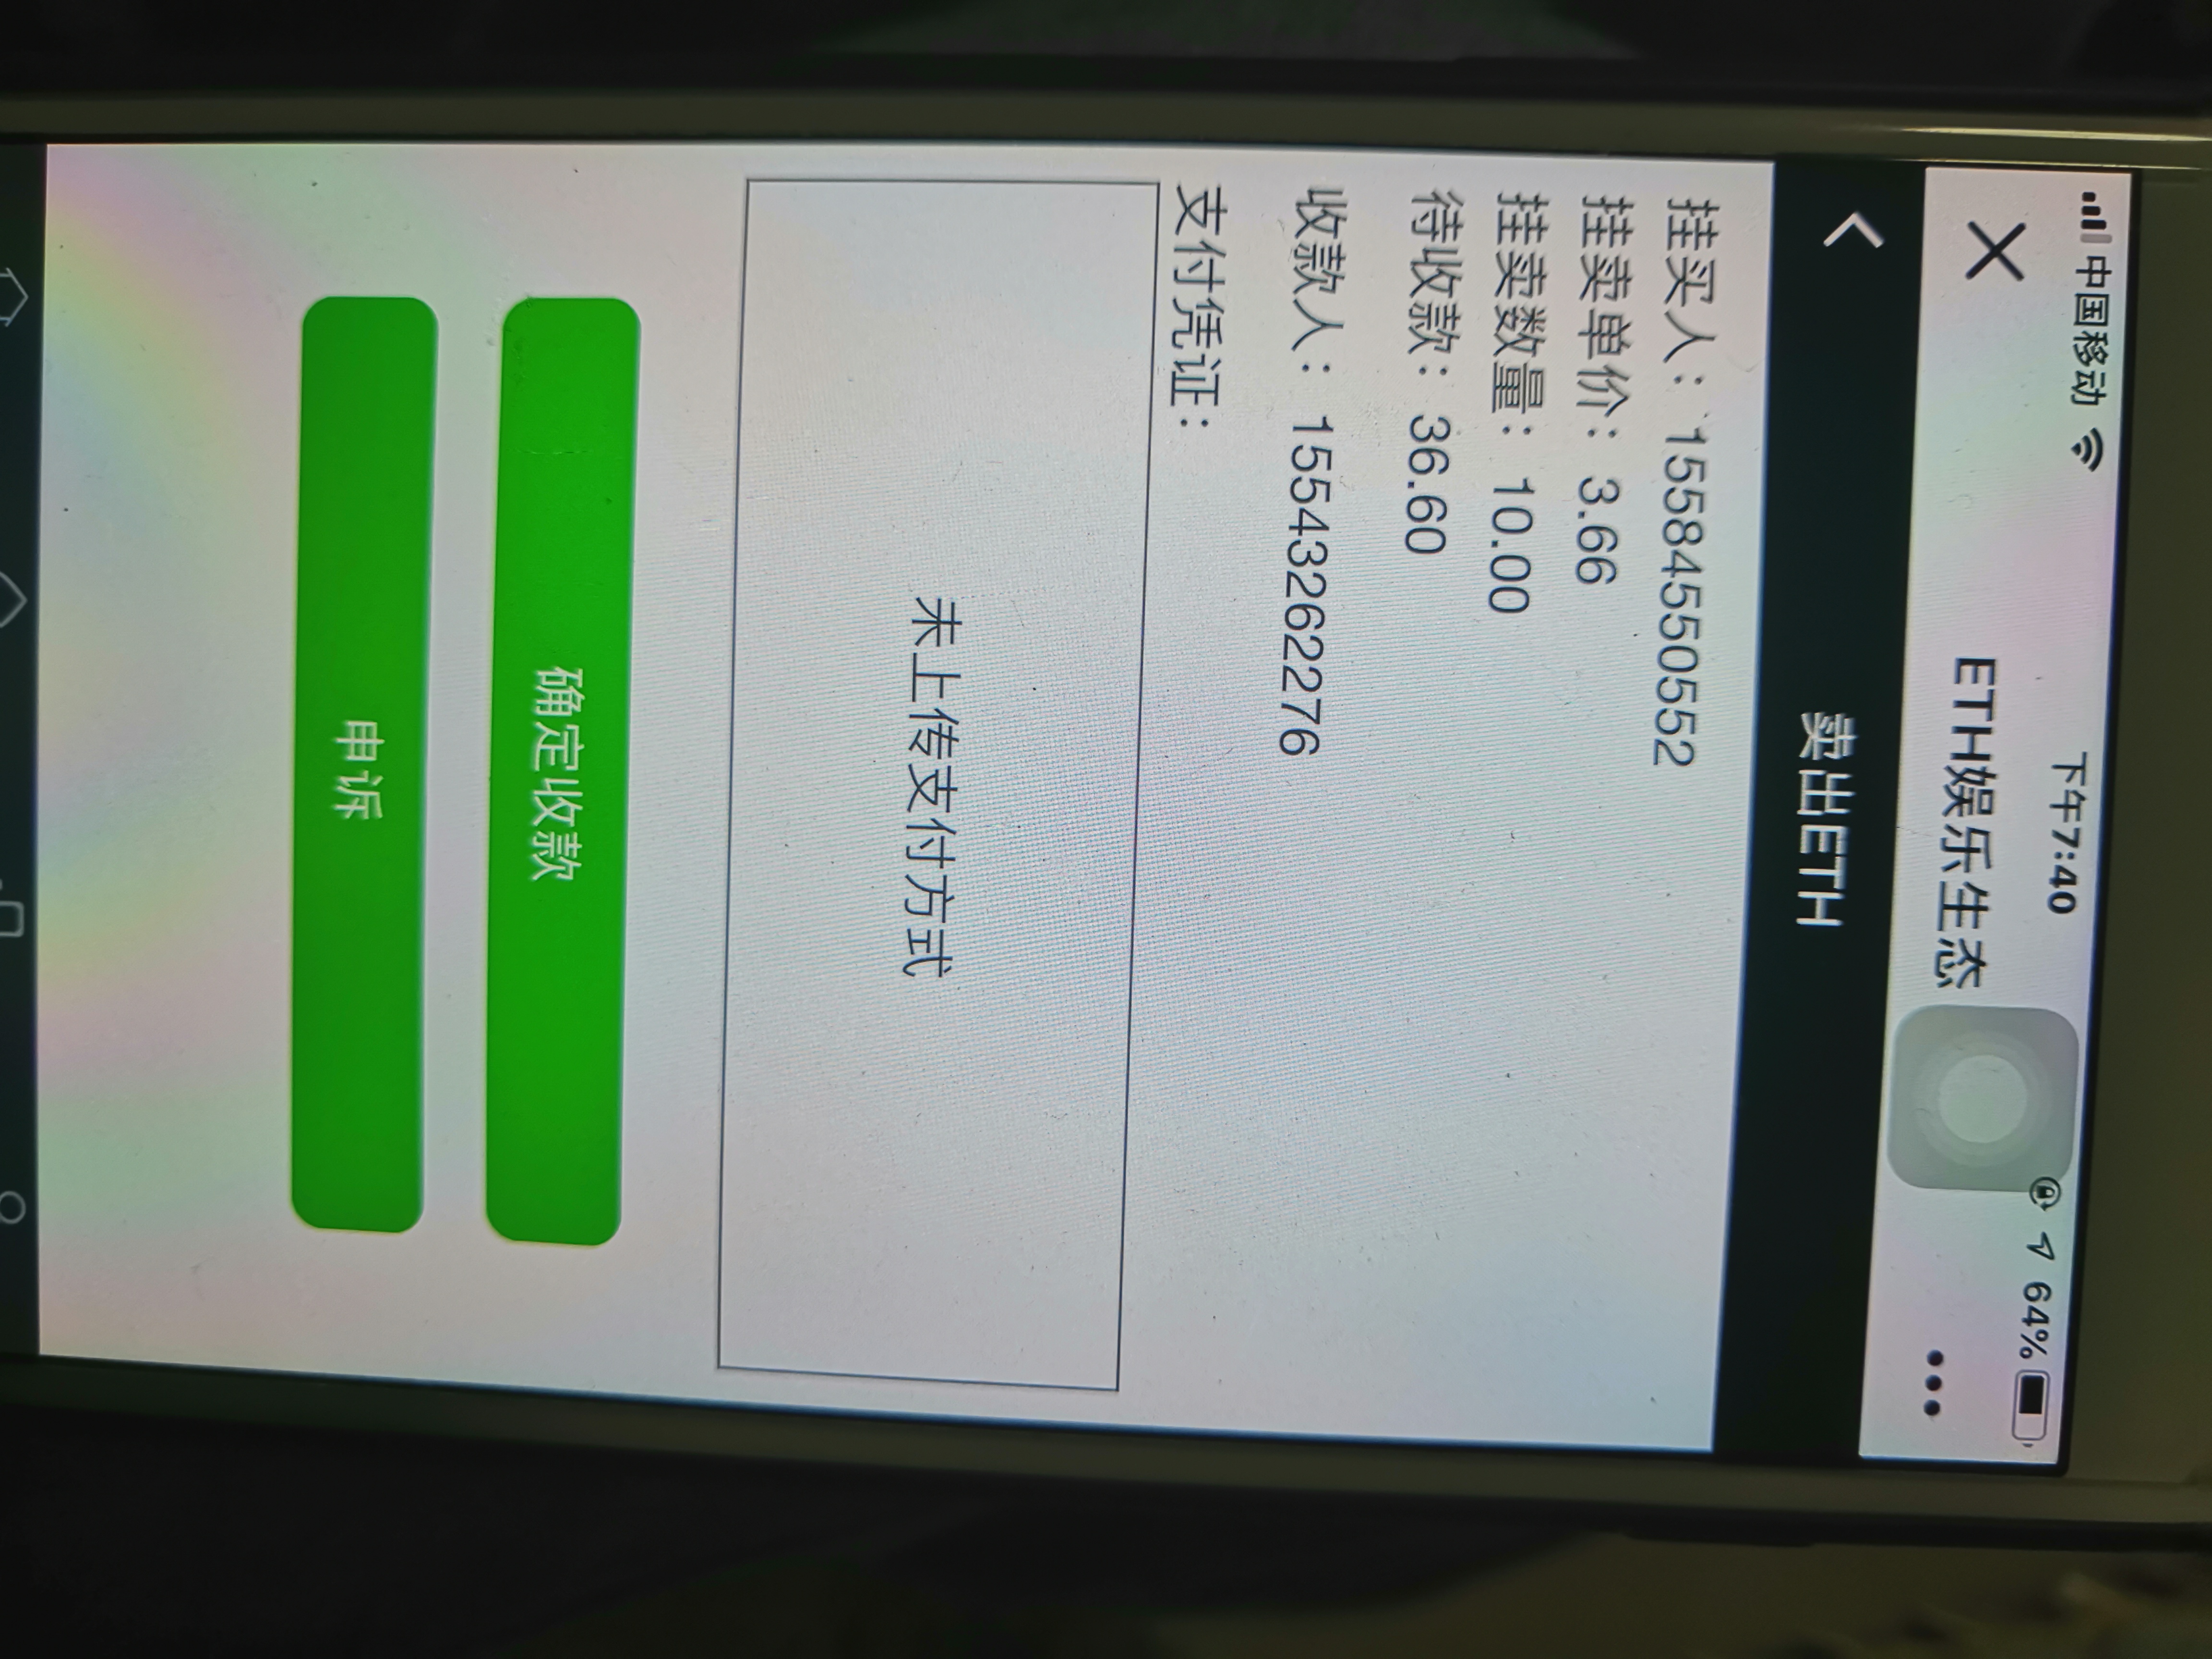 中国移动 下午7:40 64%
ETH娱乐生态
卖出ETH
挂买人：15584550552
挂卖单价：3.66
挂卖数量：10.00
待收款：36.60
收款人：15543262276
支付凭证：
未上传支付方式
确定收款
申诉